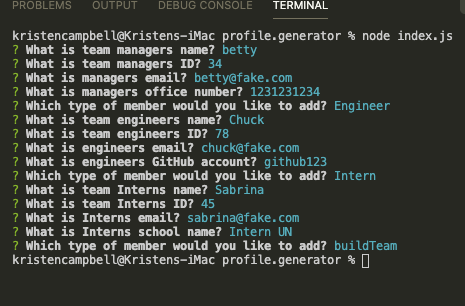 PROBLEMS OUTPUT DEBUG CONSOLE TERMINAL
kristencampbell@Kristens-iMac profile.generator % node index.js
? What is team managers name? betty
? What is team managers ID? 34
? What is managers email? betty@fake.com
? What is managers office number? 1231231234
? Which type of member would you like to add? Engineer
? What is team engineers name? Chuck
? What is team engineers ID? 78
? What is engineers email? chuck@fake.com
? What is engineers GitHub account? github123
? Which type of member would you like to add? Intern
? What is team Interns name? Sabrina
? What is team Interns ID? 45
? What is Interns email? sabrina@fake.com
? What is Interns school name? Intern UN
? Which type of member would you like to add? buildTeam
kristencampbell@Kristens-iMac profile.generator %